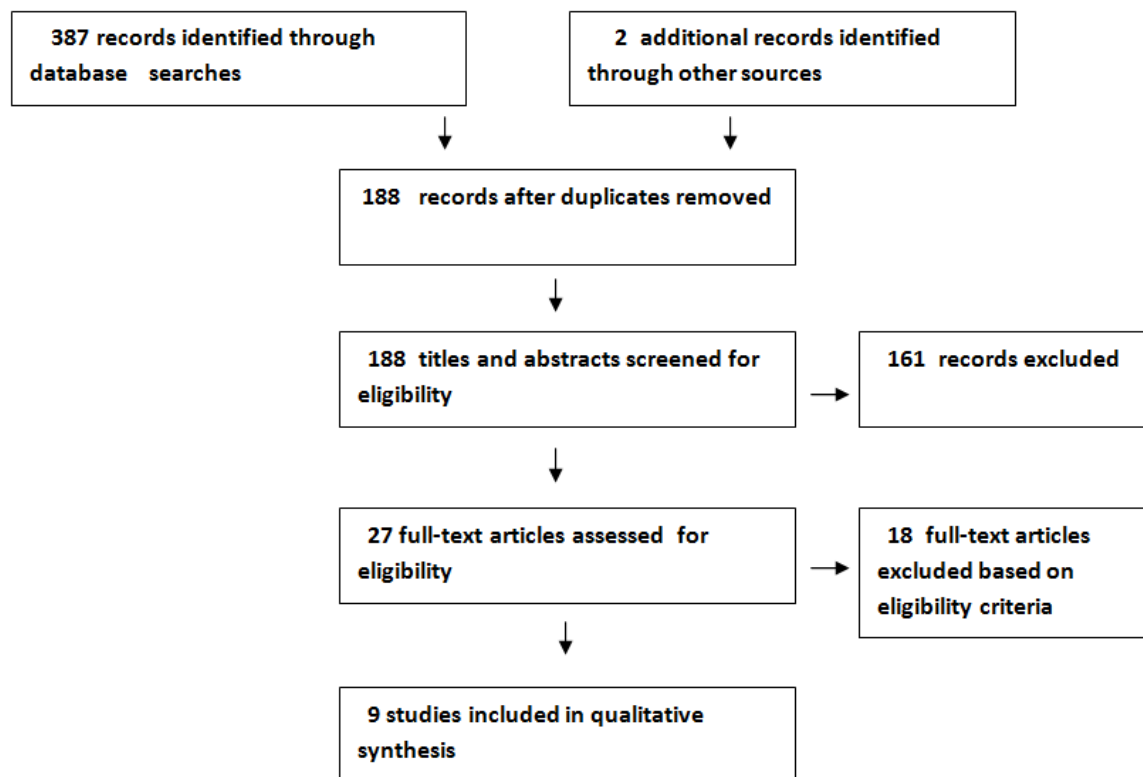 387 records identified through
database searches
2 additional records identified
through other sources
188 records after duplicates removed
188 titles and abstracts screened for
eligibility
161 records excluded
27 full-text articles assessed for
eligibility
18 full-text articles
excluded based on
eligibility criteria
9 studies included in qualitative
synthesis